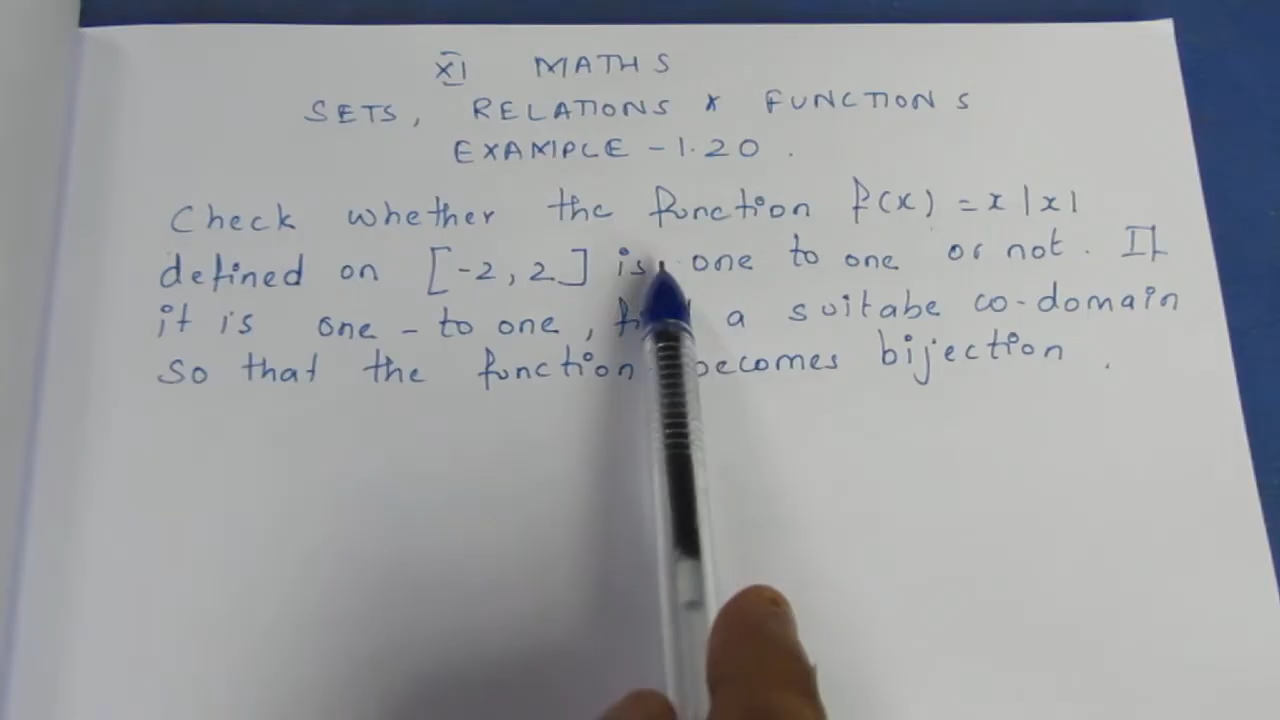 XI MATHS
SETS, RELATIONS & FUNCTIONS
EXAMPLE - 1.20.
Check whether the function f(x) = x|x|
defined on [-2, 2] is one to one or not. If
it is one - to one, a suitabe co-domain
so that the function becomes bijection.